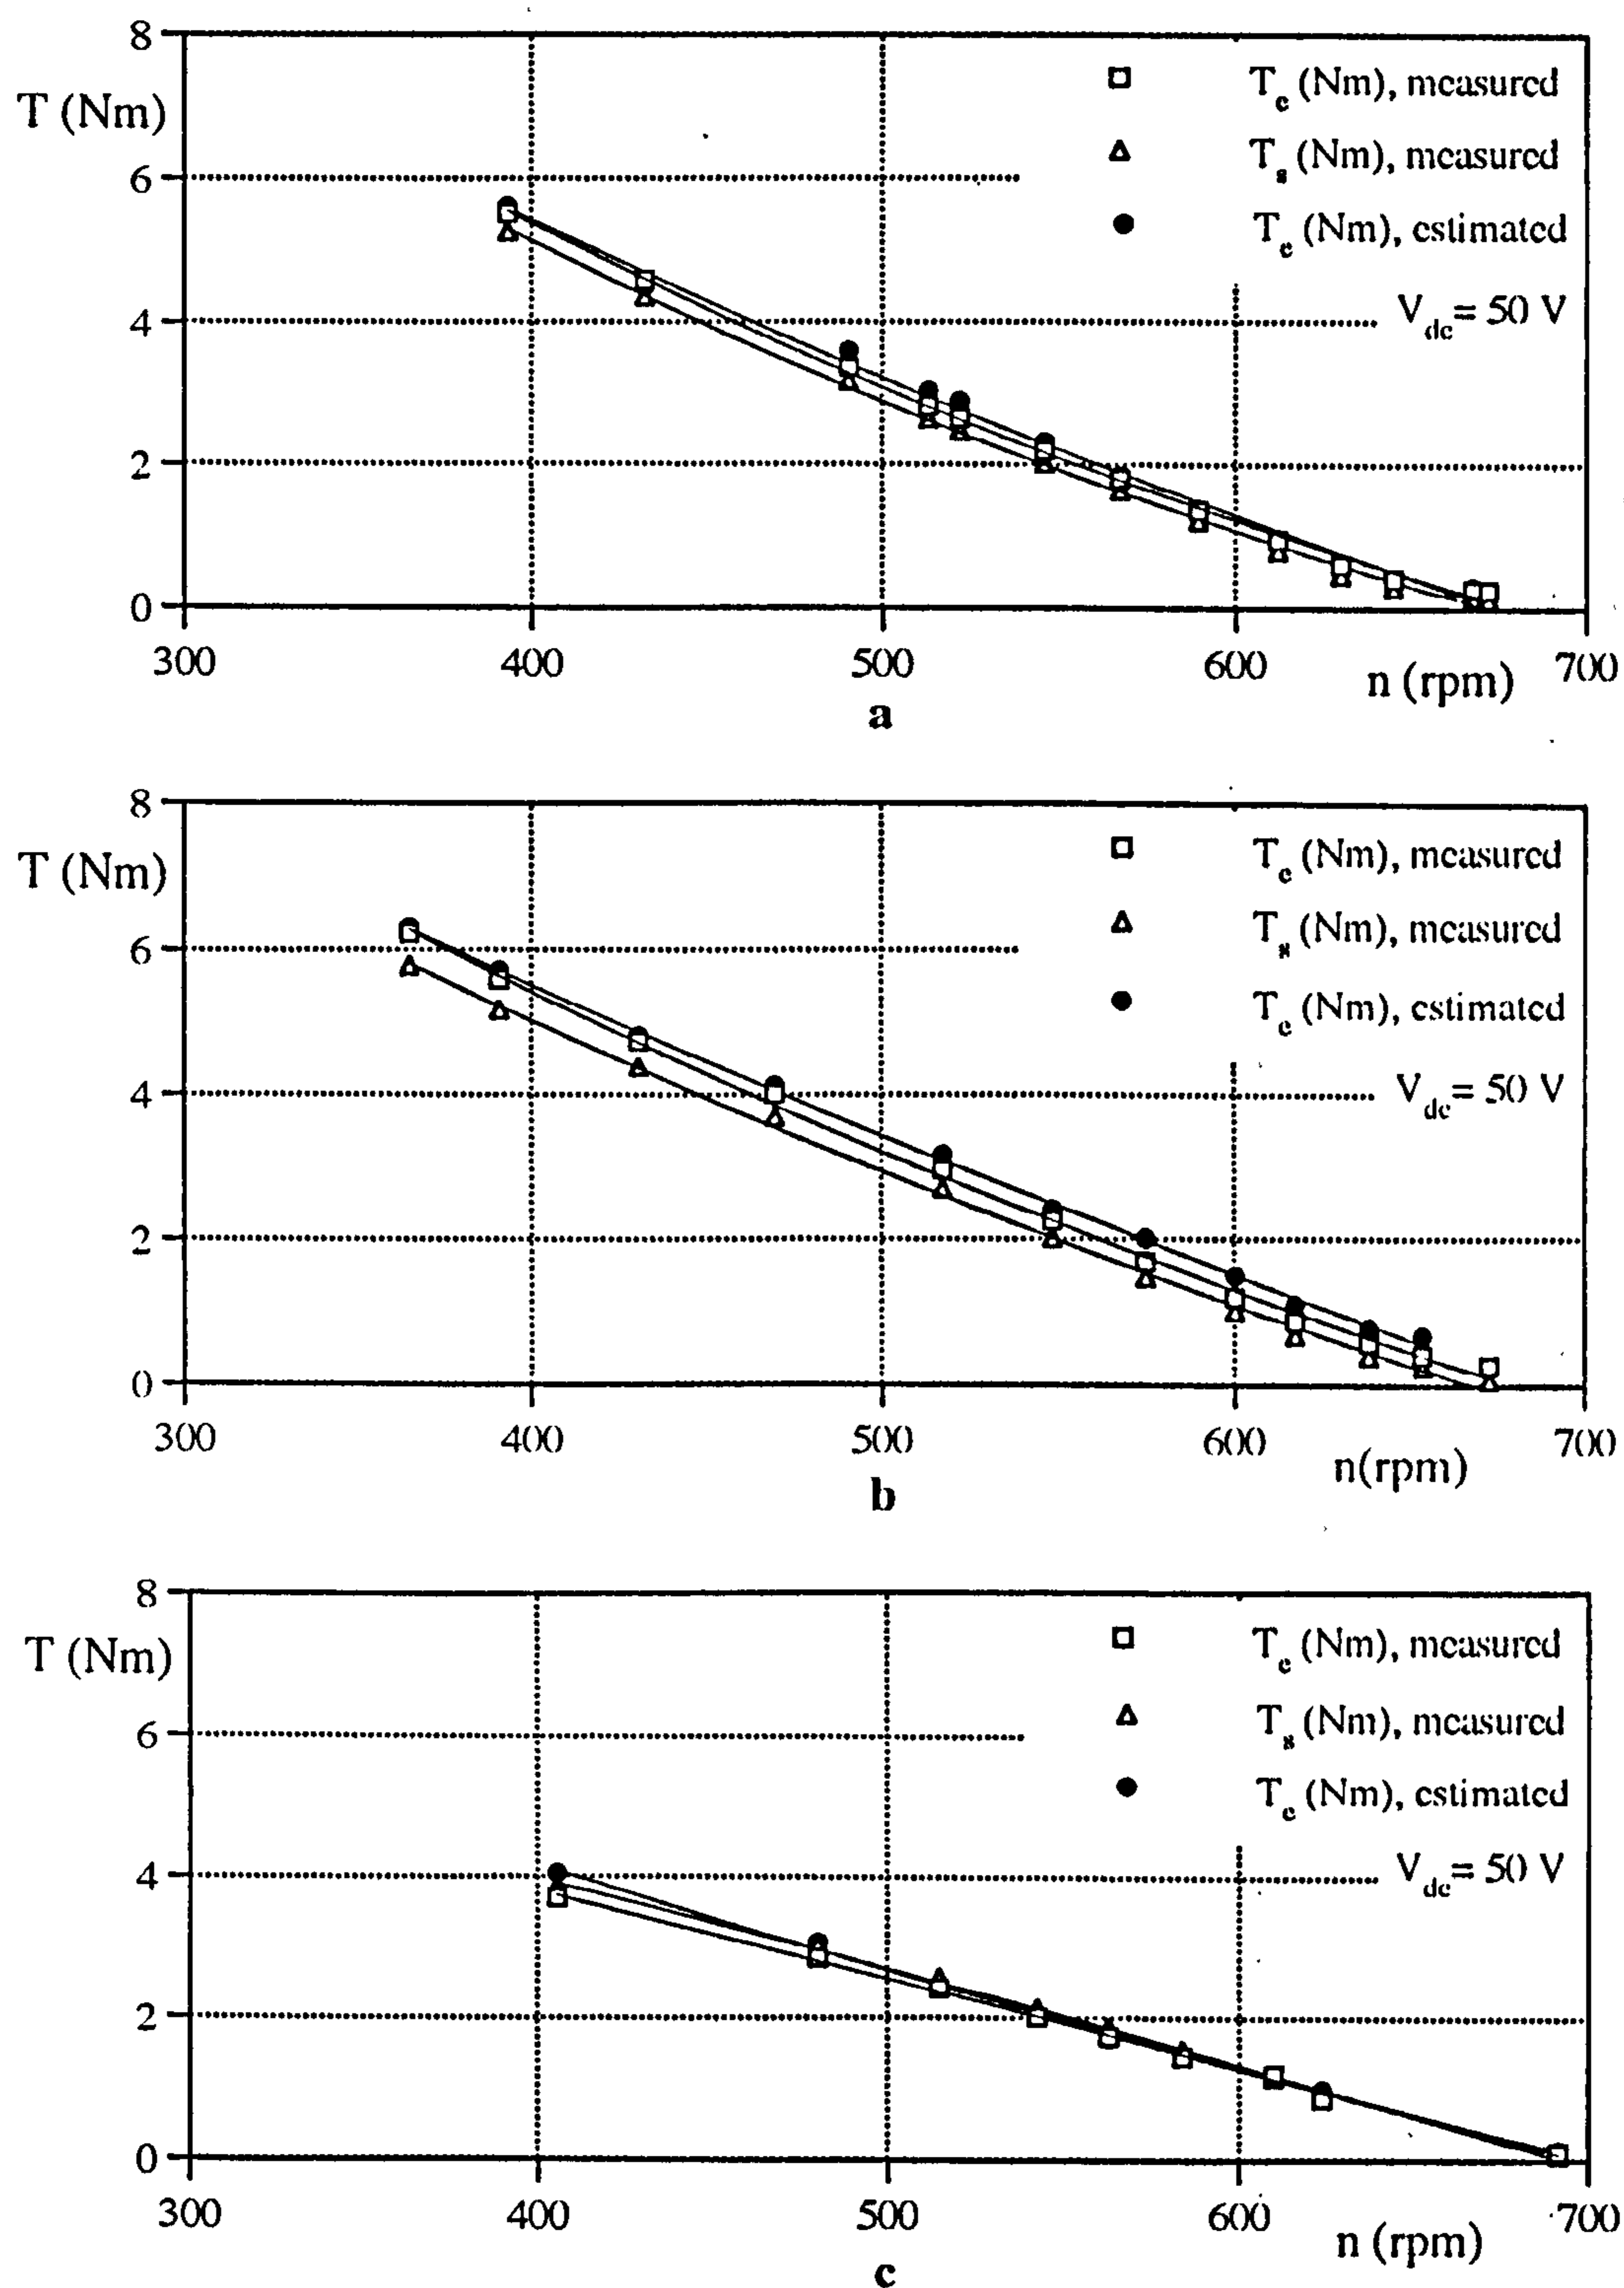 8
T (Nm)
6
4
2
0
300
400
500
600
700
n (rpm)
Te (Nm), measured
Ts (Nm), measured
Te (Nm), estimated
Vdc = 50 V
a
8
T (Nm)
6
4
2
0
300
400
500
600
700
n(rpm)
Te (Nm), measured
Ts (Nm), measured
Te (Nm), estimated
Vdc = 50 V
b
8
T (Nm)
6
4
2
0
300
400
500
600
700
n (rpm)
Te (Nm), measured
Ts (Nm), measured
Te (Nm), estimated
Vdc = 50 V
c